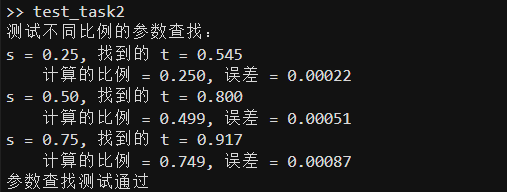 >> test_task2
测试不同比例的参数查找：
s = 0.25, 找到的 t = 0.545
    计算的比例 = 0.250, 误差 = 0.00022
s = 0.50, 找到的 t = 0.800
    计算的比例 = 0.499, 误差 = 0.00051
s = 0.75, 找到的 t = 0.917
    计算的比例 = 0.749, 误差 = 0.00087
参数查找测试通过